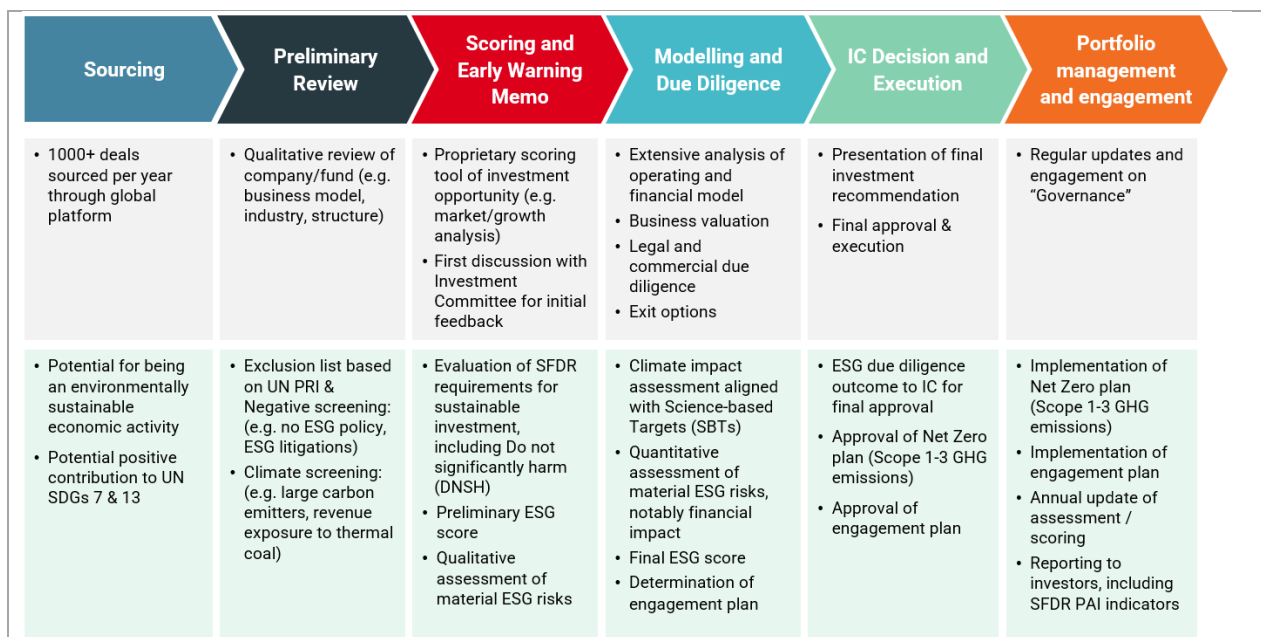 Sourcing
Preliminary
Review
Scoring and
Early Warning
Memo
Modelling and
Due Diligence
IC Decision and
Execution
Portfolio
management
and engagement
• 1000+ deals
sourced per year
through global
platform
• Qualitative review of
company/fund (e.g.
business model,
industry, structure)
• Proprietary scoring
tool of investment
opportunity (e.g.
market/growth
analysis)
• First discussion with
Investment
Committee for initial
feedback
• Extensive analysis of
operating and
financial model
• Business valuation
• Legal and
commercial due
diligence
• Exit options
• Presentation of final
investment
recommendation
• Final approval &
execution
• Regular updates and
engagement on
“Governance”
• Potential for being
an environmentally
sustainable
economic activity
• Potential positive
contribution to UN
SDGs 7 & 13
• Exclusion list based
on UN PRI &
Negative screening:
(e.g. no ESG policy,
ESG litigations)
• Climate screening:
(e.g. large carbon
emitters, revenue
exposure to thermal
coal)
• Evaluation of SFDR
requirements for
sustainable
investment,
including Do not
significantly harm
(DNSH)
• Preliminary ESG
score
• Qualitative
assessment of
material ESG risks
• Climate impact
assessment aligned
with Science-based
Targets (SBTs)
• Quantitative
assessment of
material ESG risks,
notably financial
impact
• Final ESG score
• Determination of
engagement plan
• ESG due diligence
outcome to IC for
final approval
• Approval of Net Zero
plan (Scope 1-3 GHG
emissions)
• Approval of
engagement plan
• Implementation of
Net Zero plan
(Scope 1-3 GHG
emissions)
• Implementation of
engagement plan
• Annual update of
assessment /
scoring
• Reporting to
investors, including
SFDR PAI indicators